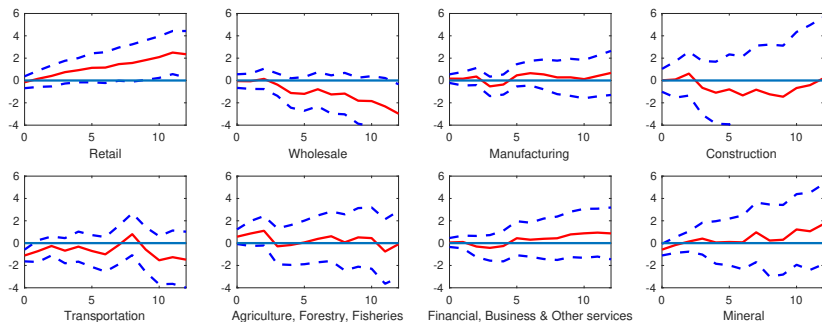 6 6 6 6
4 4 4 4
2 2 2 2
0 0 0 0
-2 -2 -2 -2
-4 -4 -4 -4
0 5 10 0 5 10 0 5 10 0 5 10
Retail Wholesale Manufacturing Construction
6 6 6 6
4 4 4 4
2 2 2 2
0 0 0 0
-2 -2 -2 -2
-4 -4 -4 -4
0 5 10 0 5 10 0 5 10 0 5 10
Transportation Agriculture, Forestry, Fisheries Financial, Business & Other services Mineral